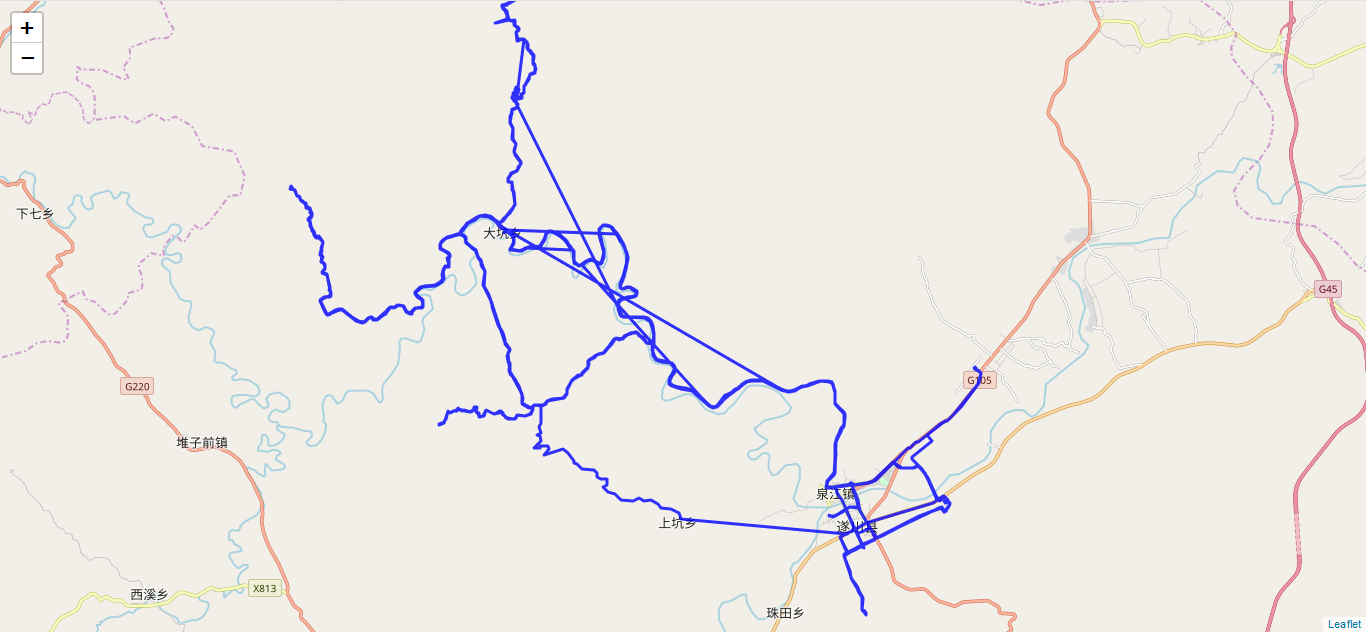 +
−
下七乡
大坑乡
G45
G105
G220
堆子前镇
泉江镇
上坑乡
遂川县
X813
西溪乡
珠田乡
Leaflet